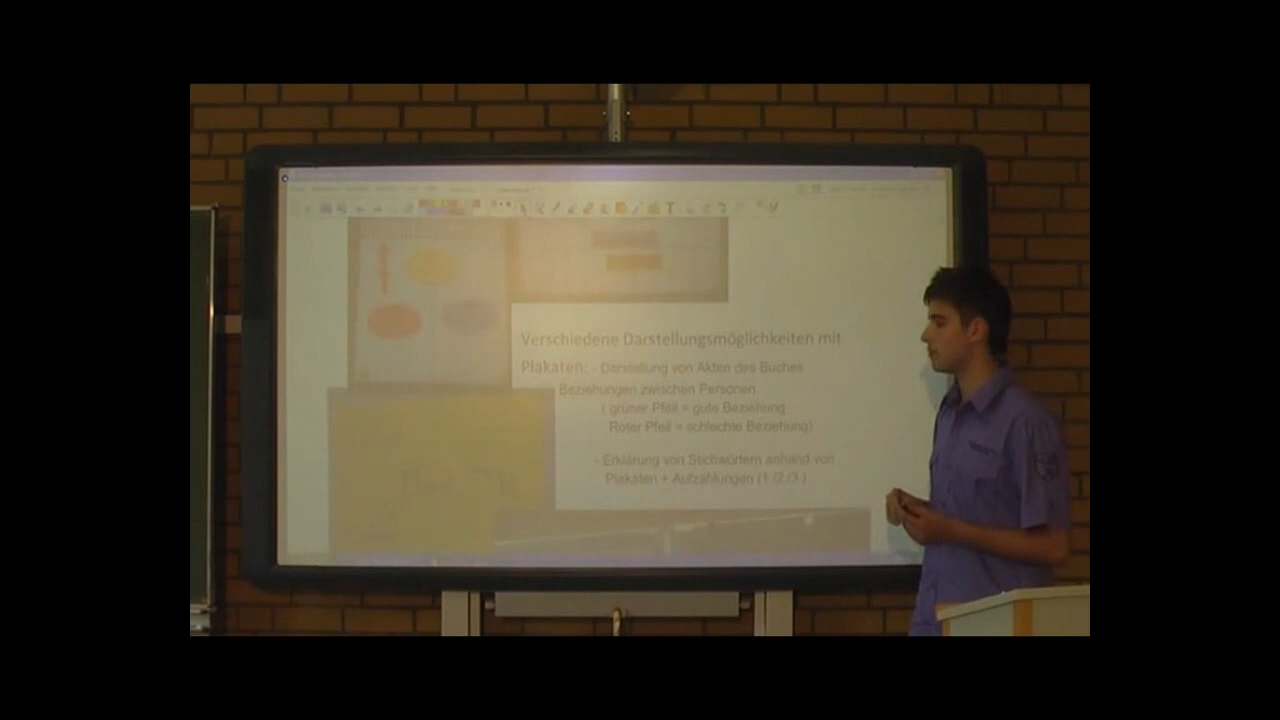 Verschiedene Darstellungsmöglichkeiten mit
Plakaten: - Darstellung von Akten des Buches
Beziehungen zwischen Personen
( grüner Pfeil = gute Beziehung
Roter Pfeil = schlechte Beziehung)
- Erklärung von Stichwörtern anhand von
Plakaten + Aufzählungen (1./2./3.)